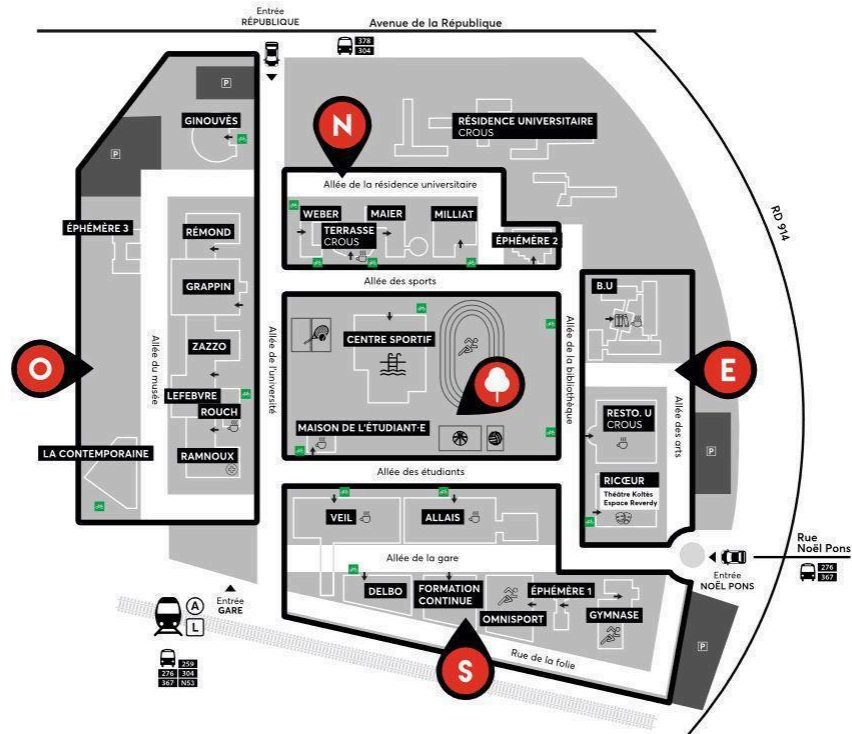 Entrée
RÉPUBLIQUE
Avenue de la République
378
304
P
GINOUVÈS
P
N
RÉSIDENCE UNIVERSITAIRE
CROUS
Allée de la résidence universitaire
WEBER
MAIER
MILLIAT
TERRASSE
CROUS
ÉPHÉMÈRE 2
ÉPHÉMÈRE 3
RÉMOND
RD 914
Allée des sports
GRAPPIN
B.U
CENTRE SPORTIF
ZAZZO
Allée du musée
Allée de l'université
Allée de la bibliothèque
O
E
LEFEBVRE
ROUCH
RESTO. U
CROUS
Allée des arts
MAISON DE L'ÉTUDIANT·E
LA CONTEMPORAINE
RAMNOUX
P
Allée des étudiants
RICŒUR
Théâtre Koltès
Espace Reverdy
VEIL
ALLAIS
Rue
Noël Pons
Allée de la gare
276
367
Entrée
NOËL PONS
DELBO
FORMATION
CONTINUE
ÉPHÉMÈRE 1
OMNISPORT
GYMNASE
Entrée
GARE
A
L
P
S
Rue de la folie
259
276 304
367 N53